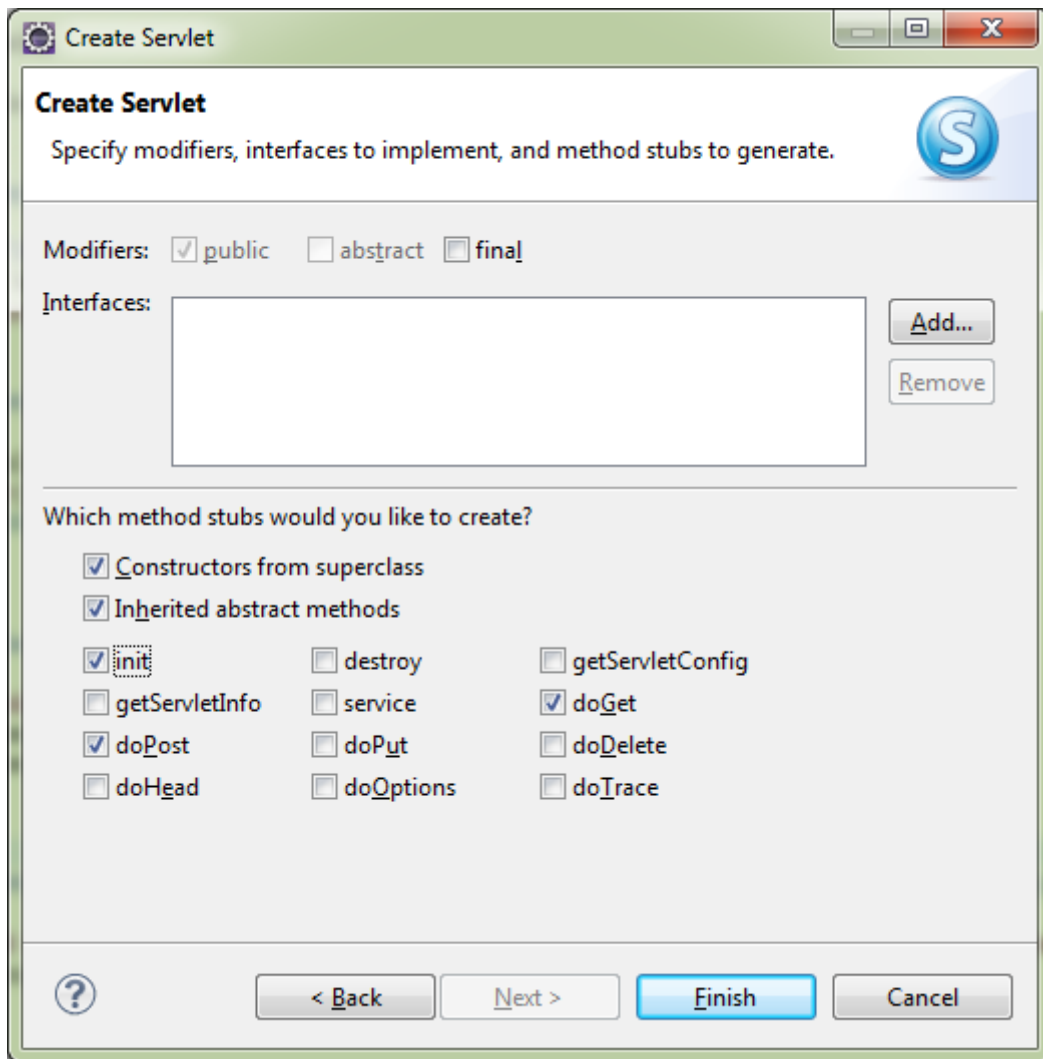 Create Servlet
Create Servlet
Specify modifiers, interfaces to implement, and method stubs to generate.
S
Modifiers: public abstract final
Interfaces:
Add...
Remove
Which method stubs would you like to create?
Constructors from superclass
Inherited abstract methods
init destroy getServletConfig
getServletInfo service doGet
doPost doPut doDelete
doHead doOptions doTrace
? < Back Next > Finish Cancel